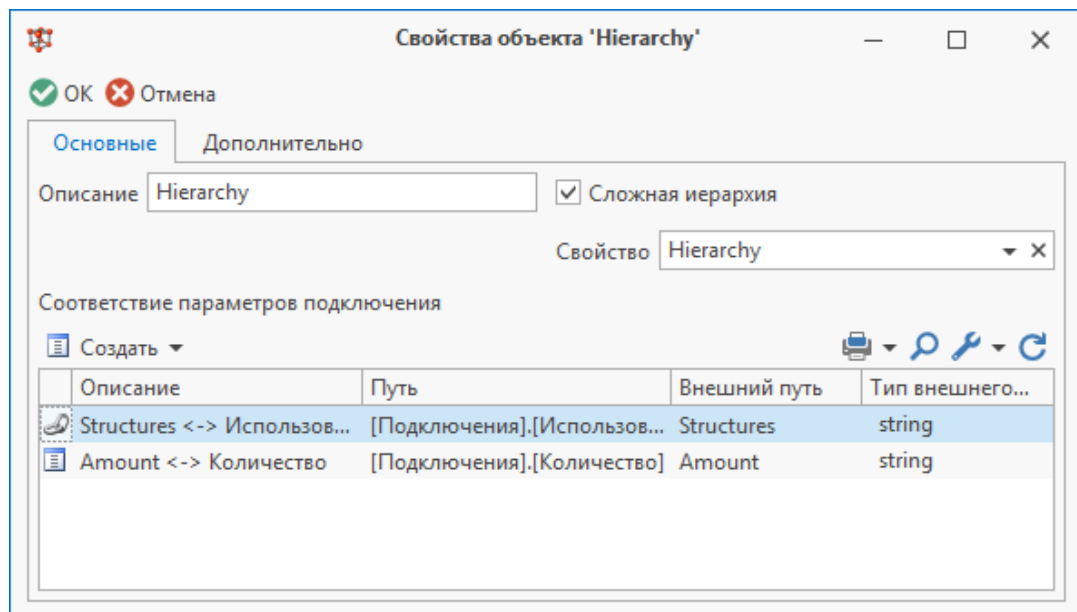 Свойства объекта 'Hierarchy'
ОК Отмена
Основные Дополнительно
Описание Hierarchy Сложная иерархия
Свойство Hierarchy
Соответствие параметров подключения
Создать
Описание Путь Внешний путь Тип внешнего...
Structures <-> Использов... [Подключения].[Использов... Structures string
Amount <-> Количество [Подключения].[Количество] Amount string